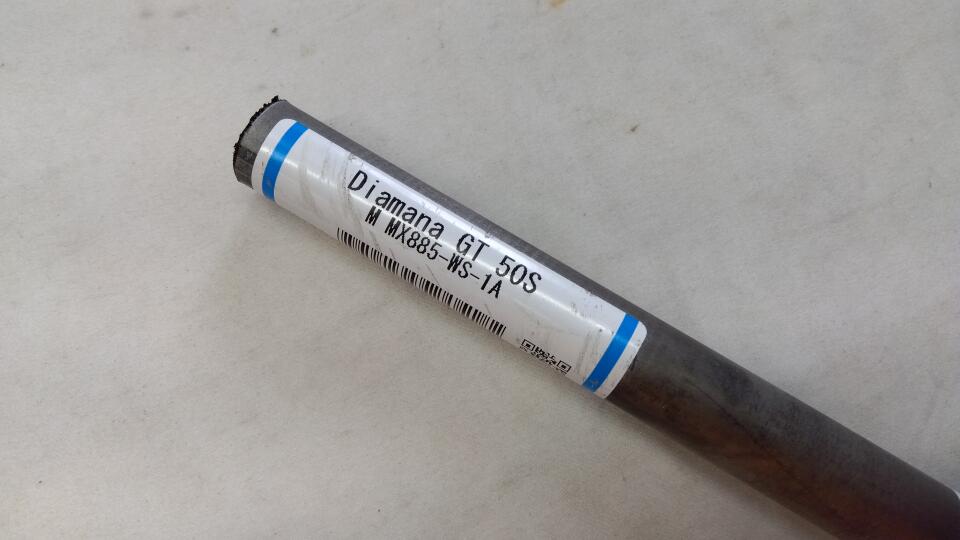 Diamana GT 50S
M MX885-WS-1A